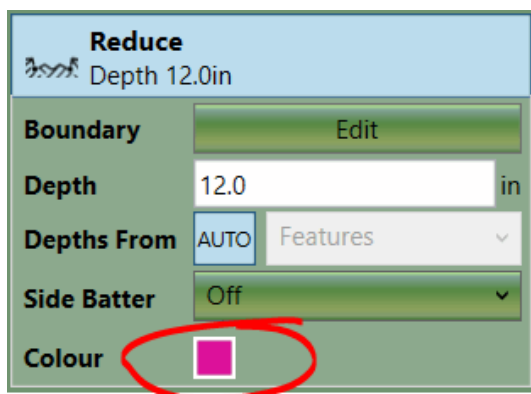 Reduce
Depth 12.0in
Boundary Edit
Depth 12.0 in
Depths From AUTO Features
Side Batter Off
Colour